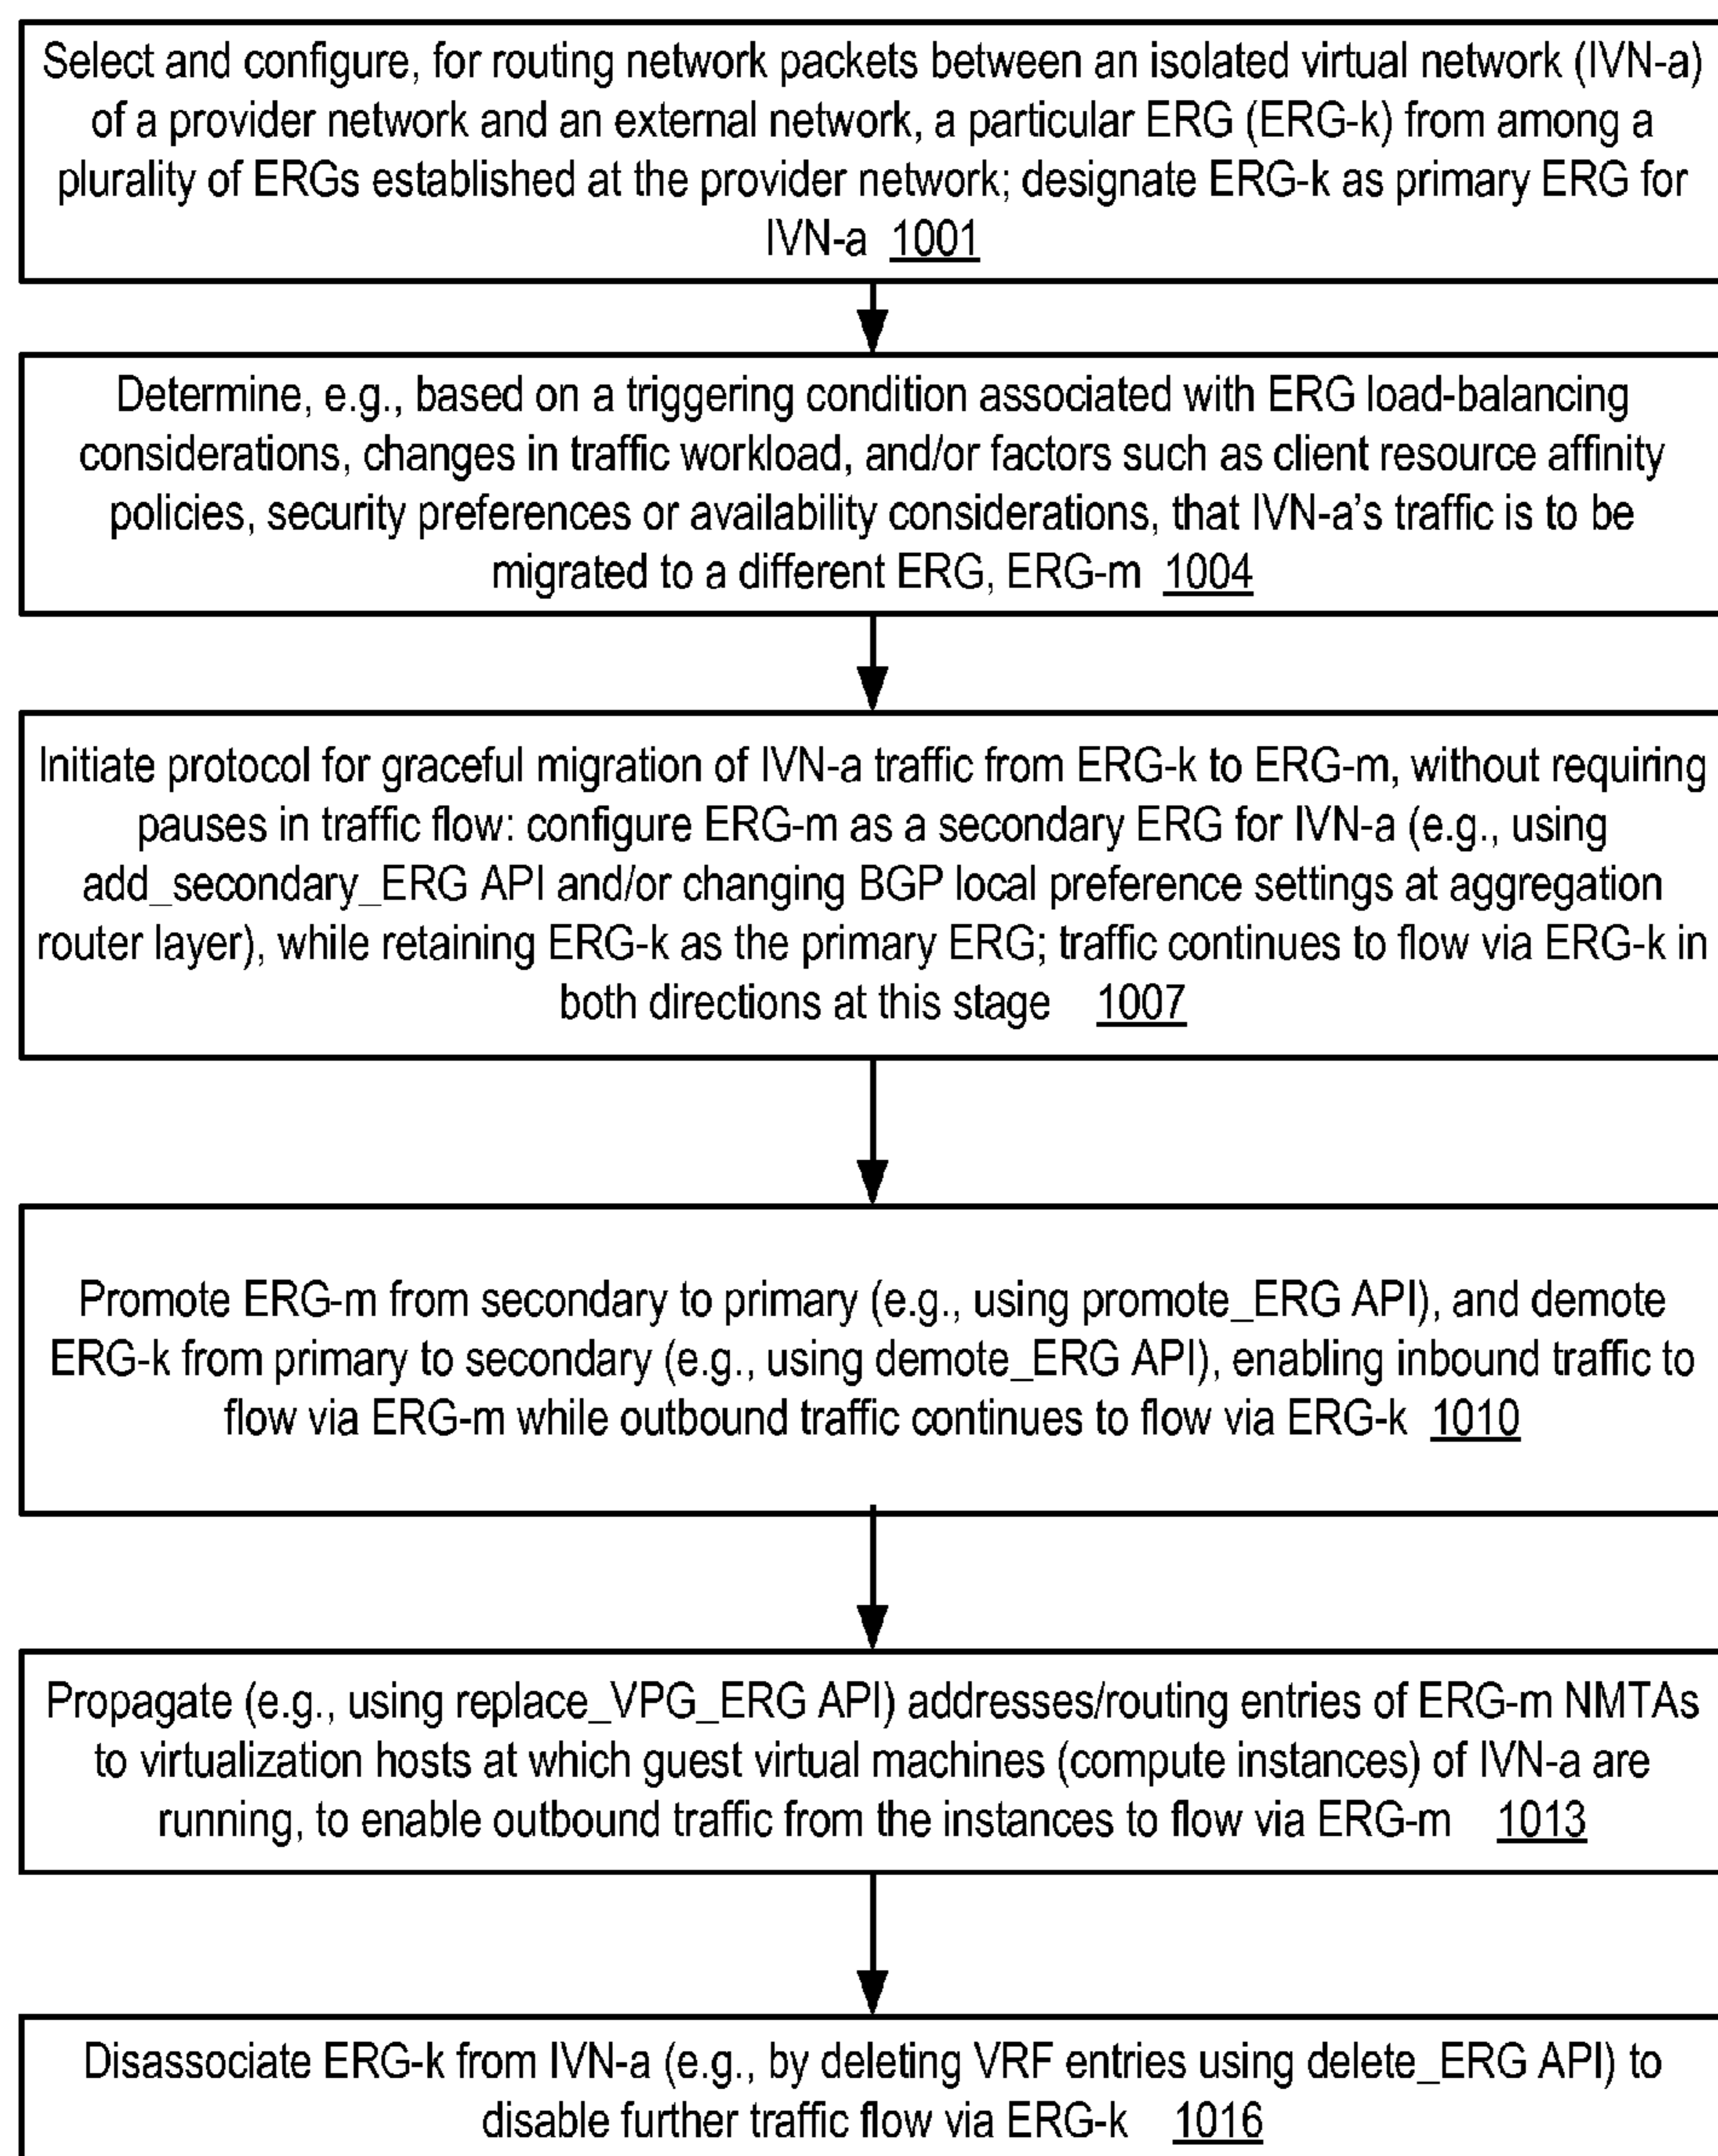 Select and configure, for routing network packets between an isolated virtual network (IVN-a)
of a provider network and an external network, a particular ERG (ERG-k) from among a
plurality of ERGs established at the provider network; designate ERG-k as primary ERG for
IVN-a 1001
Determine, e.g., based on a triggering condition associated with ERG load-balancing
considerations, changes in traffic workload, and/or factors such as client resource affinity
policies, security preferences or availability considerations, that IVN-a’s traffic is to be
migrated to a different ERG, ERG-m 1004
Initiate protocol for graceful migration of IVN-a traffic from ERG-k to ERG-m, without requiring
pauses in traffic flow: configure ERG-m as a secondary ERG for IVN-a (e.g., using
add_secondary_ERG API and/or changing BGP local preference settings at aggregation
router layer), while retaining ERG-k as the primary ERG; traffic continues to flow via ERG-k in
both directions at this stage 1007
Promote ERG-m from secondary to primary (e.g., using promote_ERG API), and demote
ERG-k from primary to secondary (e.g., using demote_ERG API), enabling inbound traffic to
flow via ERG-m while outbound traffic continues to flow via ERG-k 1010
Propagate (e.g., using replace_VPG_ERG API) addresses/routing entries of ERG-m NMTAs
to virtualization hosts at which guest virtual machines (compute instances) of IVN-a are
running, to enable outbound traffic from the instances to flow via ERG-m 1013
Disassociate ERG-k from IVN-a (e.g., by deleting VRF entries using delete_ERG API) to
disable further traffic flow via ERG-k 1016